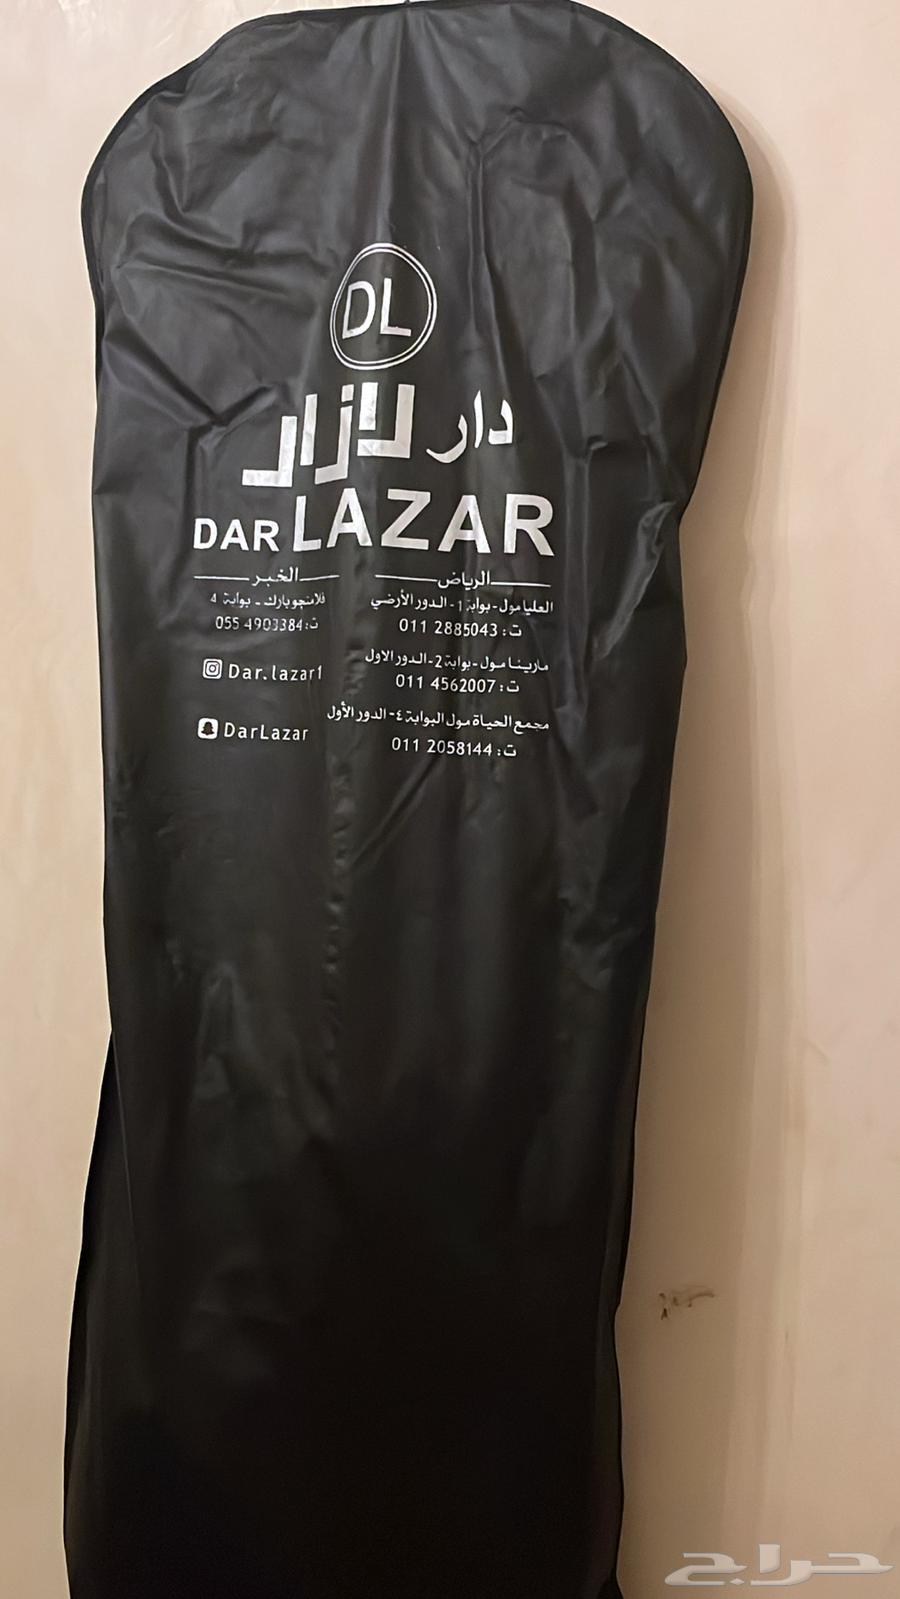 DL
دار لازار
DAR LAZAR
الرياض
العليا مول - بوابة 1 - الدور الأرضي
ت : 011 2885043
مارينا مول - بوابة 2 - الدور الاول
ت : 011 4562007
مجمع الحياة مول البوابة ٤ - الدور الأول
ت : 011 2058144
الخبر
فلامنجو بارك - بوابة 4
ت : 055 4903384
Dar.lazar1
DarLazar
حراج